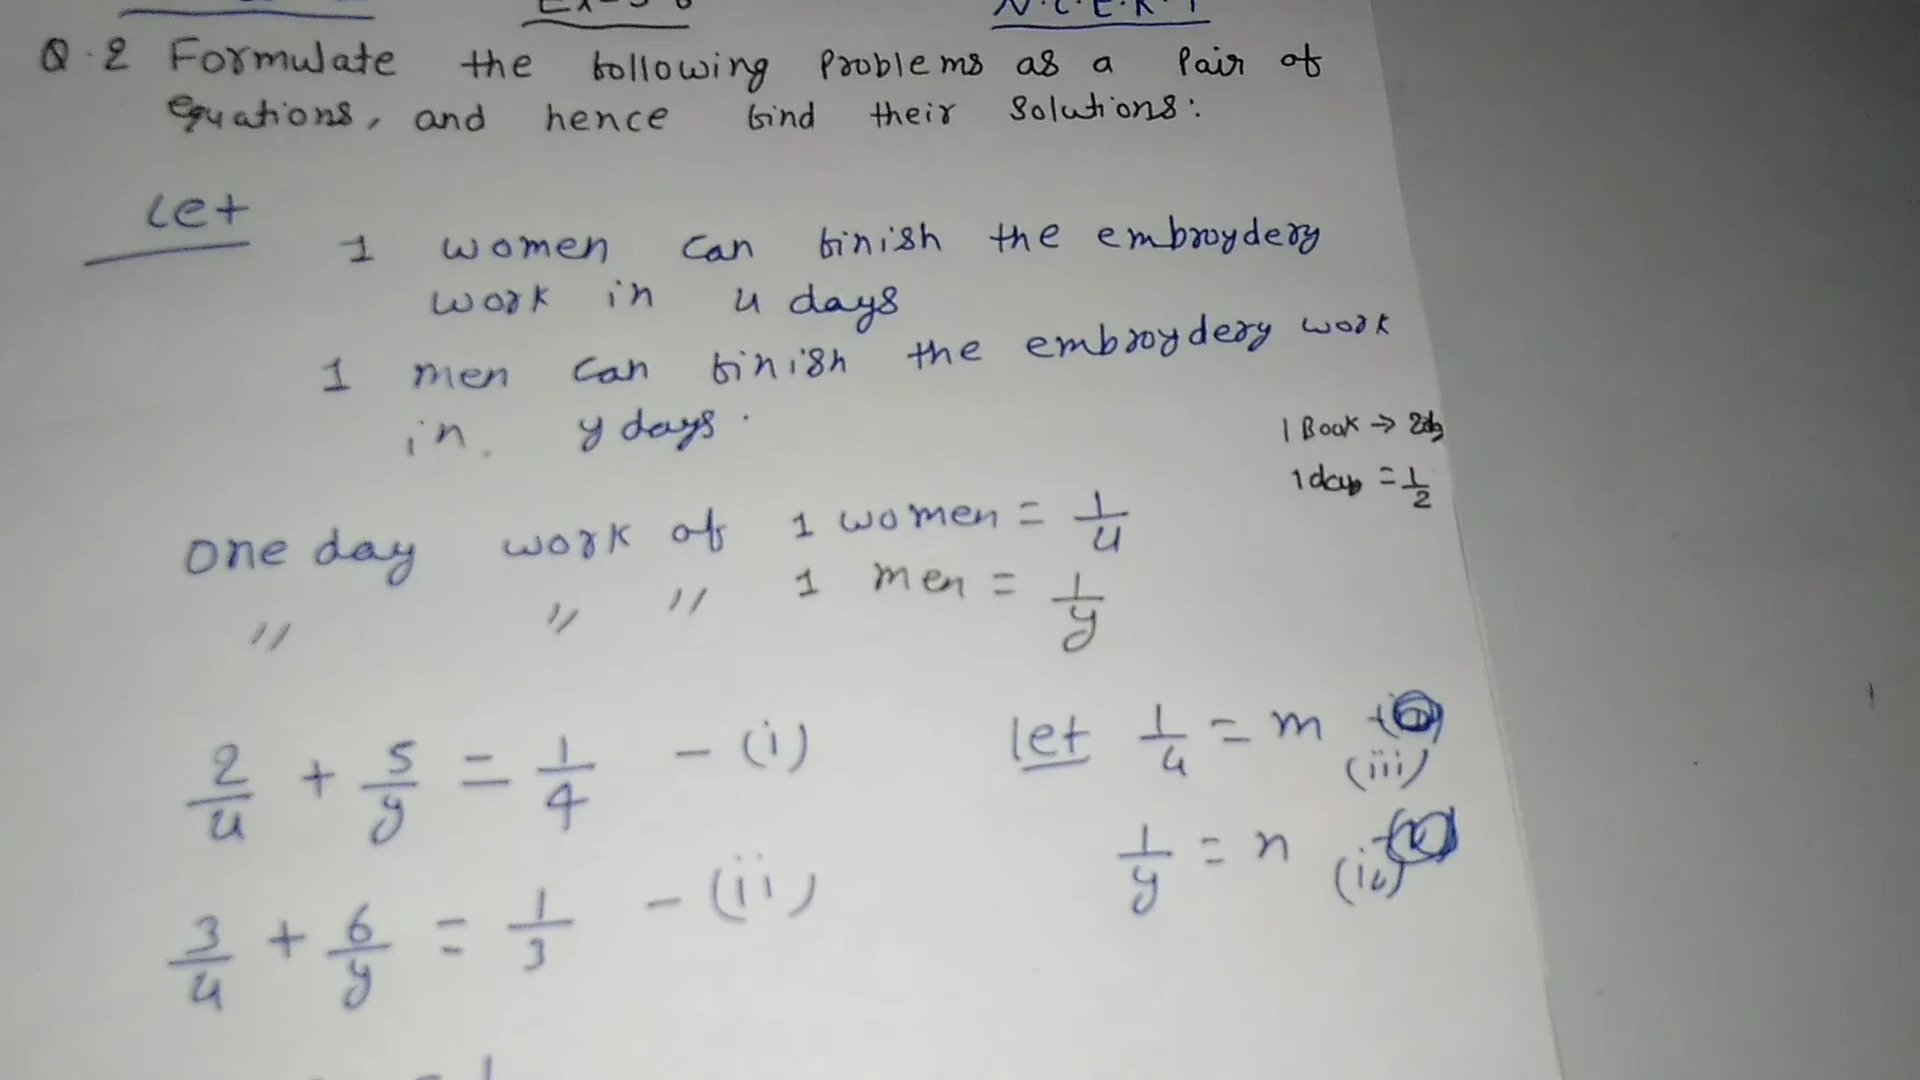 N.C.E.R.T
Q.2 Formulate the following Problems as a Pair of
equations, and hence find their Solutions:
Let
1 women can finish the embroydery
work in u days
1 men can finish the embroydery work
in. y days.
1 Book →
1 day = 1/2
One day work of 1 women = 1/u
" " " 1 men = 1/y
2/u + 5/y = 1/4 - (i)
let 1/u = m
(iii)
3/u + 6/y = 1/3 - (ii)
1/y = n (iv)